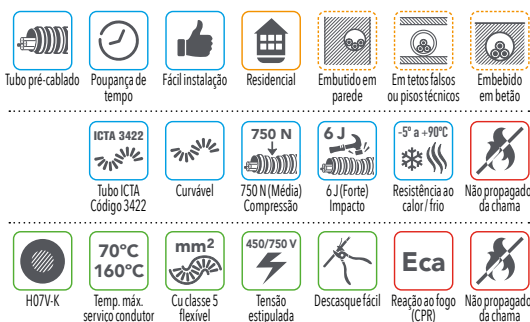 Tubo pré-cablado
Poupança de
tempo
Fácil instalação
Residencial
Embutido em
parede
Em tetos falsos
ou pisos técnicos
Embebido
em betão
ICTA 3422
Tubo ICTA
Código 3422
Curvável
750 N
750 N (Média)
Compressão
6 J
6 J (Forte)
Impacto
-5° a +90°C
Resistência ao
calor / frio
Não propagado
da chama
H07V-K
70°C
160°C
Temp. máx.
serviço condutor
mm²
Cu classe 5
flexível
450/750 V
Tensão
estipulada
Descasque fácil
Eca
Reação ao fogo
(CPR)
Não propagado
da chama